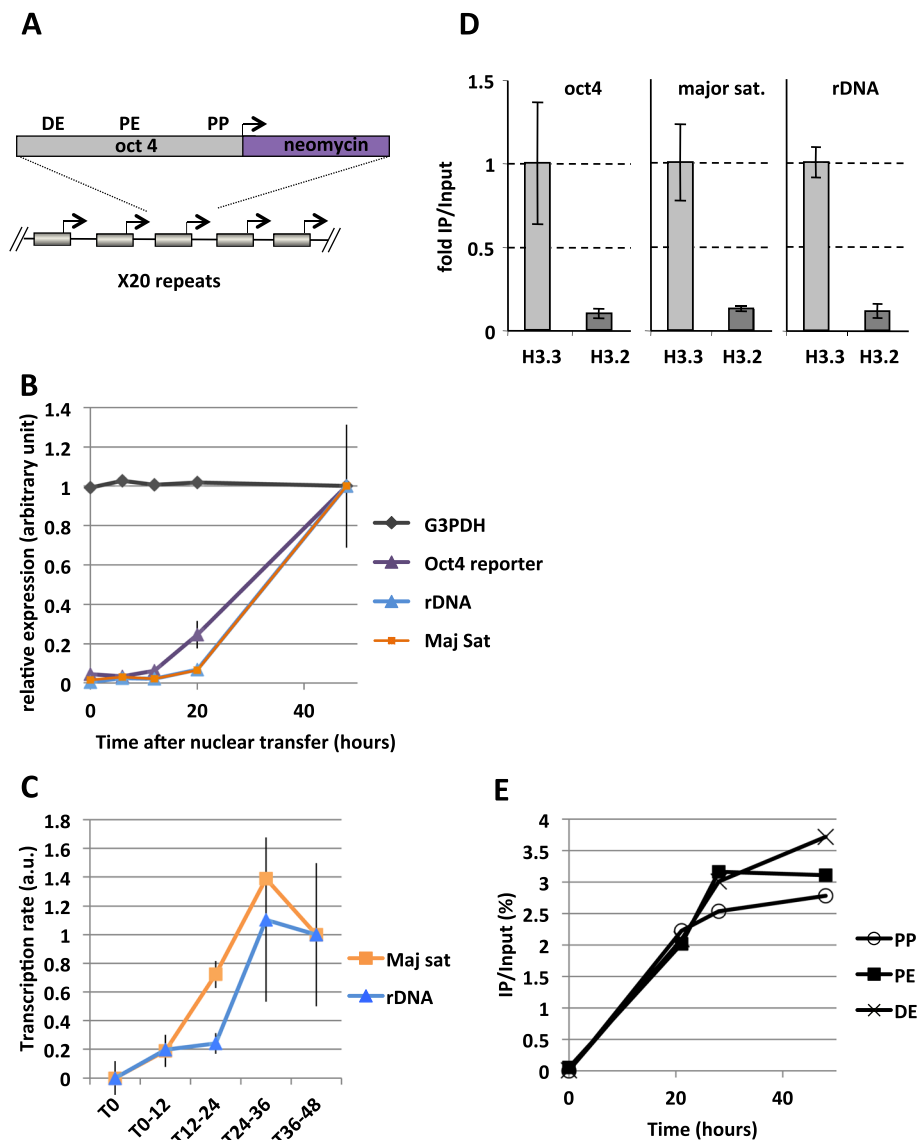 A
DE PE PP
oct 4 neomycin
X20 repeats
B
relative expression (arbitrary unit)
1.4
1.2
1
0.8
0.6
0.4
0.2
0
0 20 40
Time after nuclear transfer (hours)
G3PDH
Oct4 reporter
rDNA
Maj Sat
C
Transcription rate (a.u.)
1.8
1.6
1.4
1.2
1
0.8
0.6
0.4
0.2
0
T0 T0-12 T12-24 T24-36 T36-48
Maj sat
rDNA
D
fold IP/Input
1.5
1
0.5
0
oct4 major sat. rDNA
H3.3 H3.2 H3.3 H3.2 H3.3 H3.2
E
IP/Input (%)
4
3.5
3
2.5
2
1.5
1
0.5
0
0 20 40
Time (hours)
PP
PE
DE